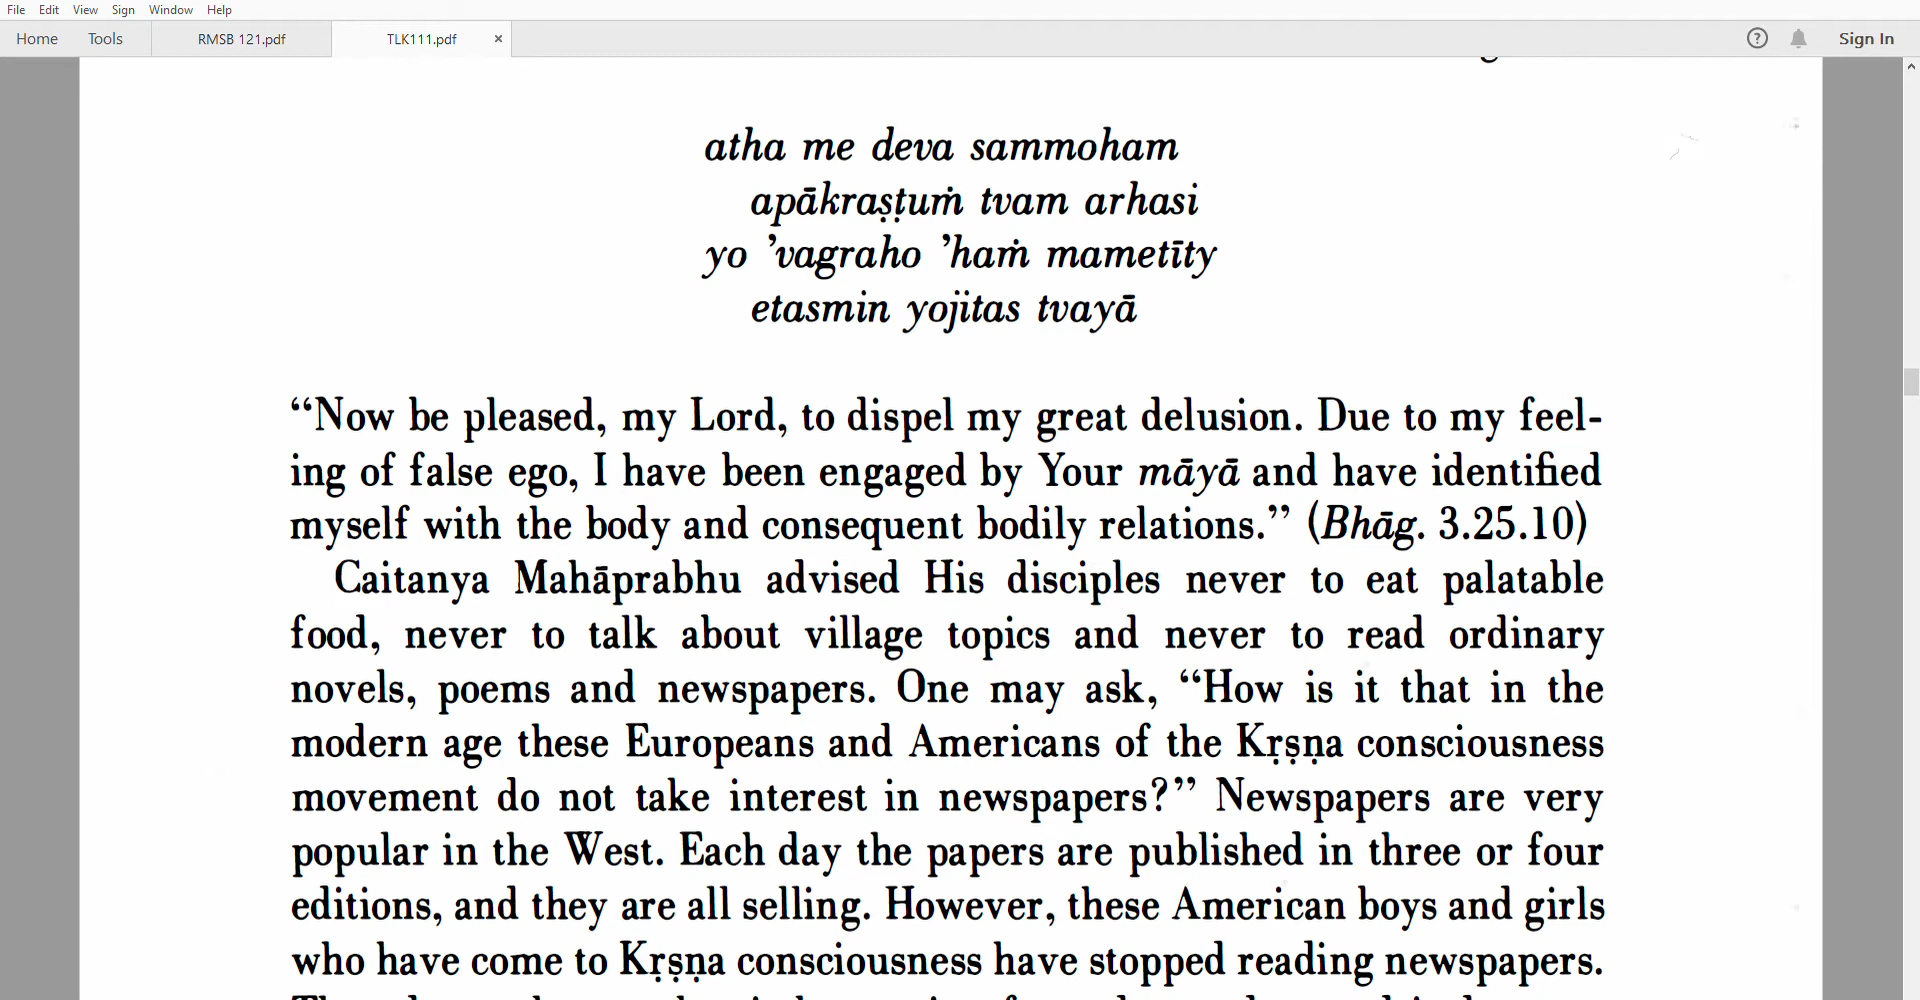 File Edit View Sign Window Help
Home Tools RMSB 121.pdf TLK111.pdf × ? Sign In
atha me deva sammoham
apākraṣṭuṁ tvam arhasi
yo ’vagraho ’haṁ mametīty
etasmin yojitas tvayā
“Now be pleased, my Lord, to dispel my great delusion. Due to my feel-
ing of false ego, I have been engaged by Your māyā and have identified
myself with the body and consequent bodily relations.” (Bhāg. 3.25.10)
Caitanya Mahāprabhu advised His disciples never to eat palatable
food, never to talk about village topics and never to read ordinary
novels, poems and newspapers. One may ask, “How is it that in the
modern age these Europeans and Americans of the Kṛṣṇa consciousness
movement do not take interest in newspapers?” Newspapers are very
popular in the West. Each day the papers are published in three or four
editions, and they are all selling. However, these American boys and girls
who have come to Kṛṣṇa consciousness have stopped reading newspapers.